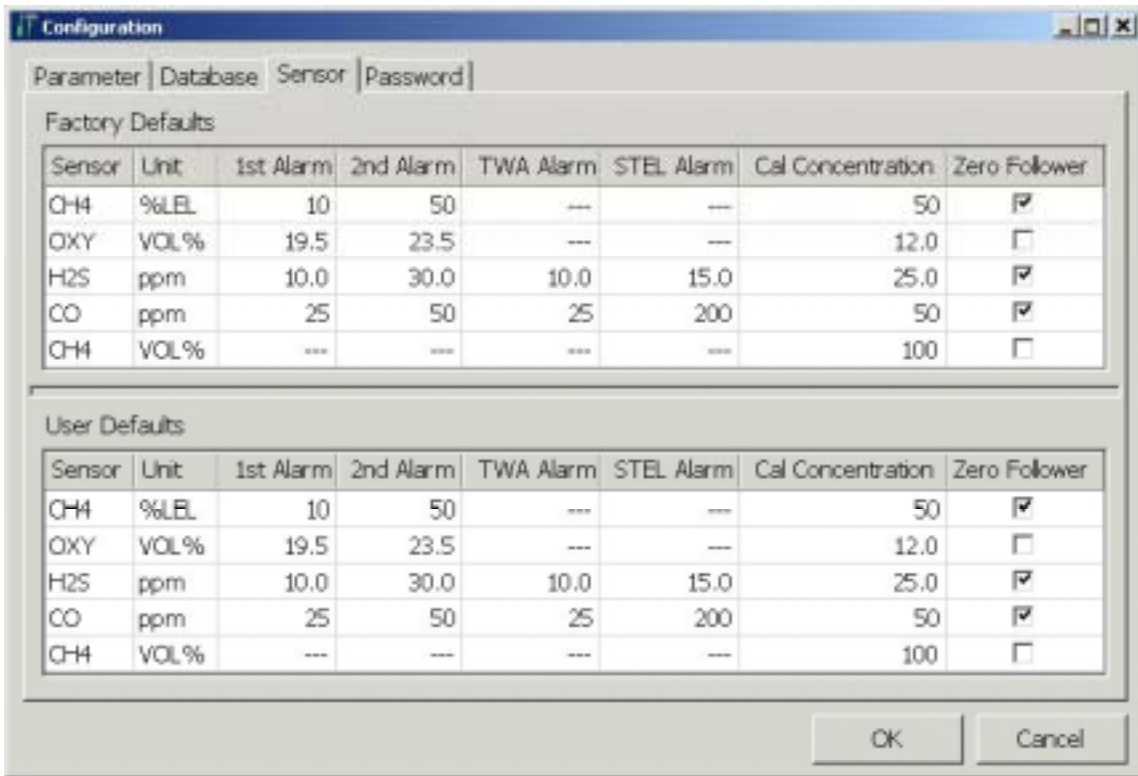 Configuration
Parameter Database Sensor Password
Factory Defaults
Sensor Unit 1st Alarm 2nd Alarm TWA Alarm STEL Alarm Cal Concentration Zero Follower
CH4 %LEL 10 50 --- --- 50
OXY VOL% 19.5 23.5 --- --- 12.0
H2S ppm 10.0 30.0 10.0 15.0 25.0
CO ppm 25 50 25 200 50
CH4 VOL% --- --- --- --- 100
User Defaults
Sensor Unit 1st Alarm 2nd Alarm TWA Alarm STEL Alarm Cal Concentration Zero Follower
CH4 %LEL 10 50 --- --- 50
OXY VOL% 19.5 23.5 --- --- 12.0
H2S ppm 10.0 30.0 10.0 15.0 25.0
CO ppm 25 50 25 200 50
CH4 VOL% --- --- --- --- 100
OK Cancel